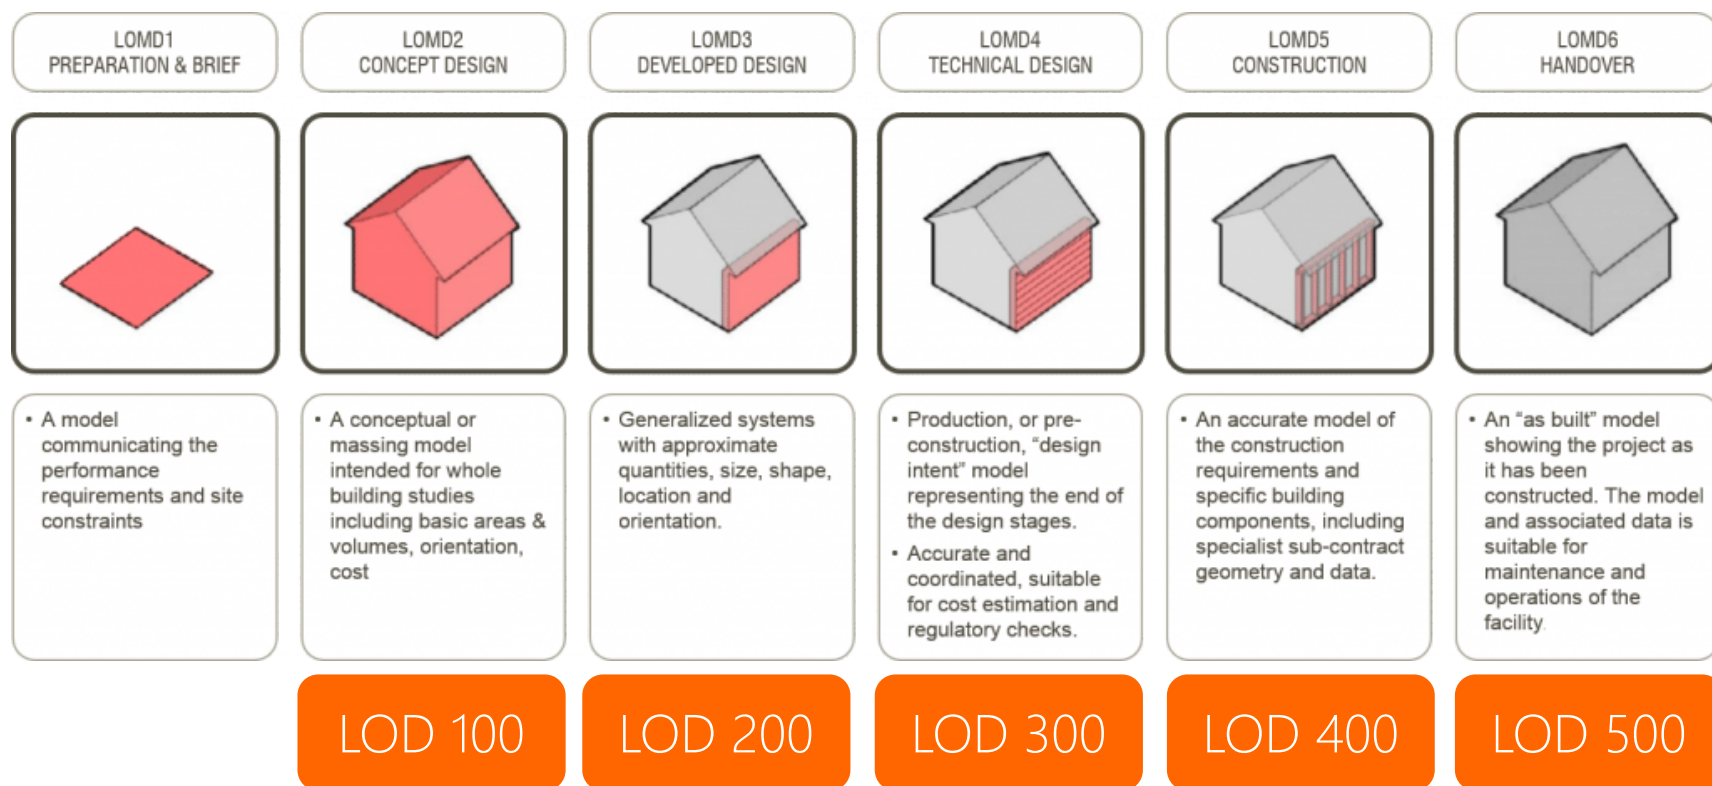 LOMD1
PREPARATION & BRIEF
LOMD2
CONCEPT DESIGN
LOMD3
DEVELOPED DESIGN
LOMD4
TECHNICAL DESIGN
LOMD5
CONSTRUCTION
LOMD6
HANDOVER
• A model
communicating the
performance
requirements and site
constraints
• A conceptual or
massing model
intended for whole
building studies
including basic areas &
volumes, orientation,
cost
• Generalized systems
with approximate
quantities, size, shape,
location and
orientation.
• Production, or pre-
construction, “design
intent” model
representing the end of
the design stages.
• Accurate and
coordinated, suitable
for cost estimation and
regulatory checks.
• An accurate model of
the construction
requirements and
specific building
components, including
specialist sub-contract
geometry and data.
• An “as built” model
showing the project as
it has been
constructed. The model
and associated data is
suitable for
maintenance and
operations of the
facility.
LOD 100
LOD 200
LOD 300
LOD 400
LOD 500